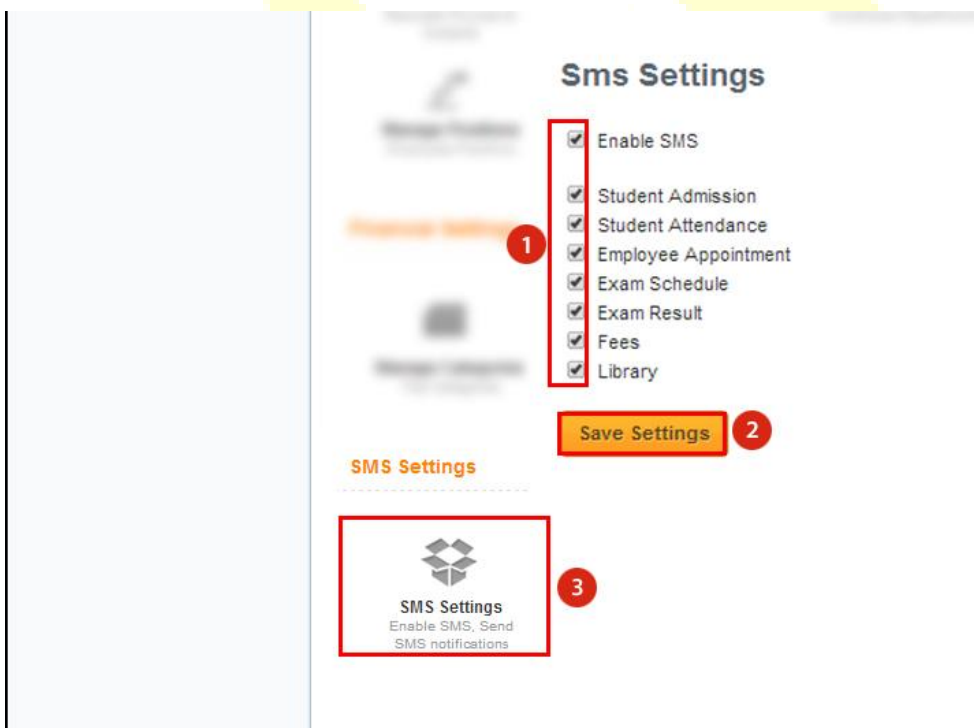 Sms Settings
Enable SMS
Student Admission
Student Attendance
Employee Appointment
Exam Schedule
Exam Result
Fees
Library
1
Save Settings
2
SMS Settings
SMS Settings
Enable SMS, Send
SMS notifications
3